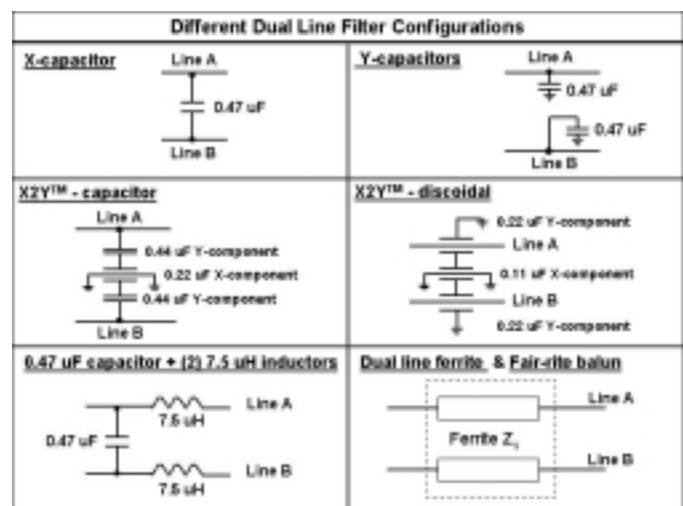 Different Dual Line Filter Configurations
X-capacitor
Line A
0.47 uF
Line B
Y-capacitors
Line A
0.47 uF
0.47 uF
Line B
X2Y™ - capacitor
Line A
0.44 uF Y-component
0.22 uF X-component
0.44 uF Y-component
Line B
X2Y™ - discoidal
0.22 uF Y-component
Line A
0.11 uF X-component
Line B
0.22 uF Y-component
0.47 uF capacitor + (2) 7.5 uH inductors
Line A
7.5 uH
0.47 uF
Line B
7.5 uH
Dual line ferrite & Fair-rite balun
Line A
Ferrite
Line B